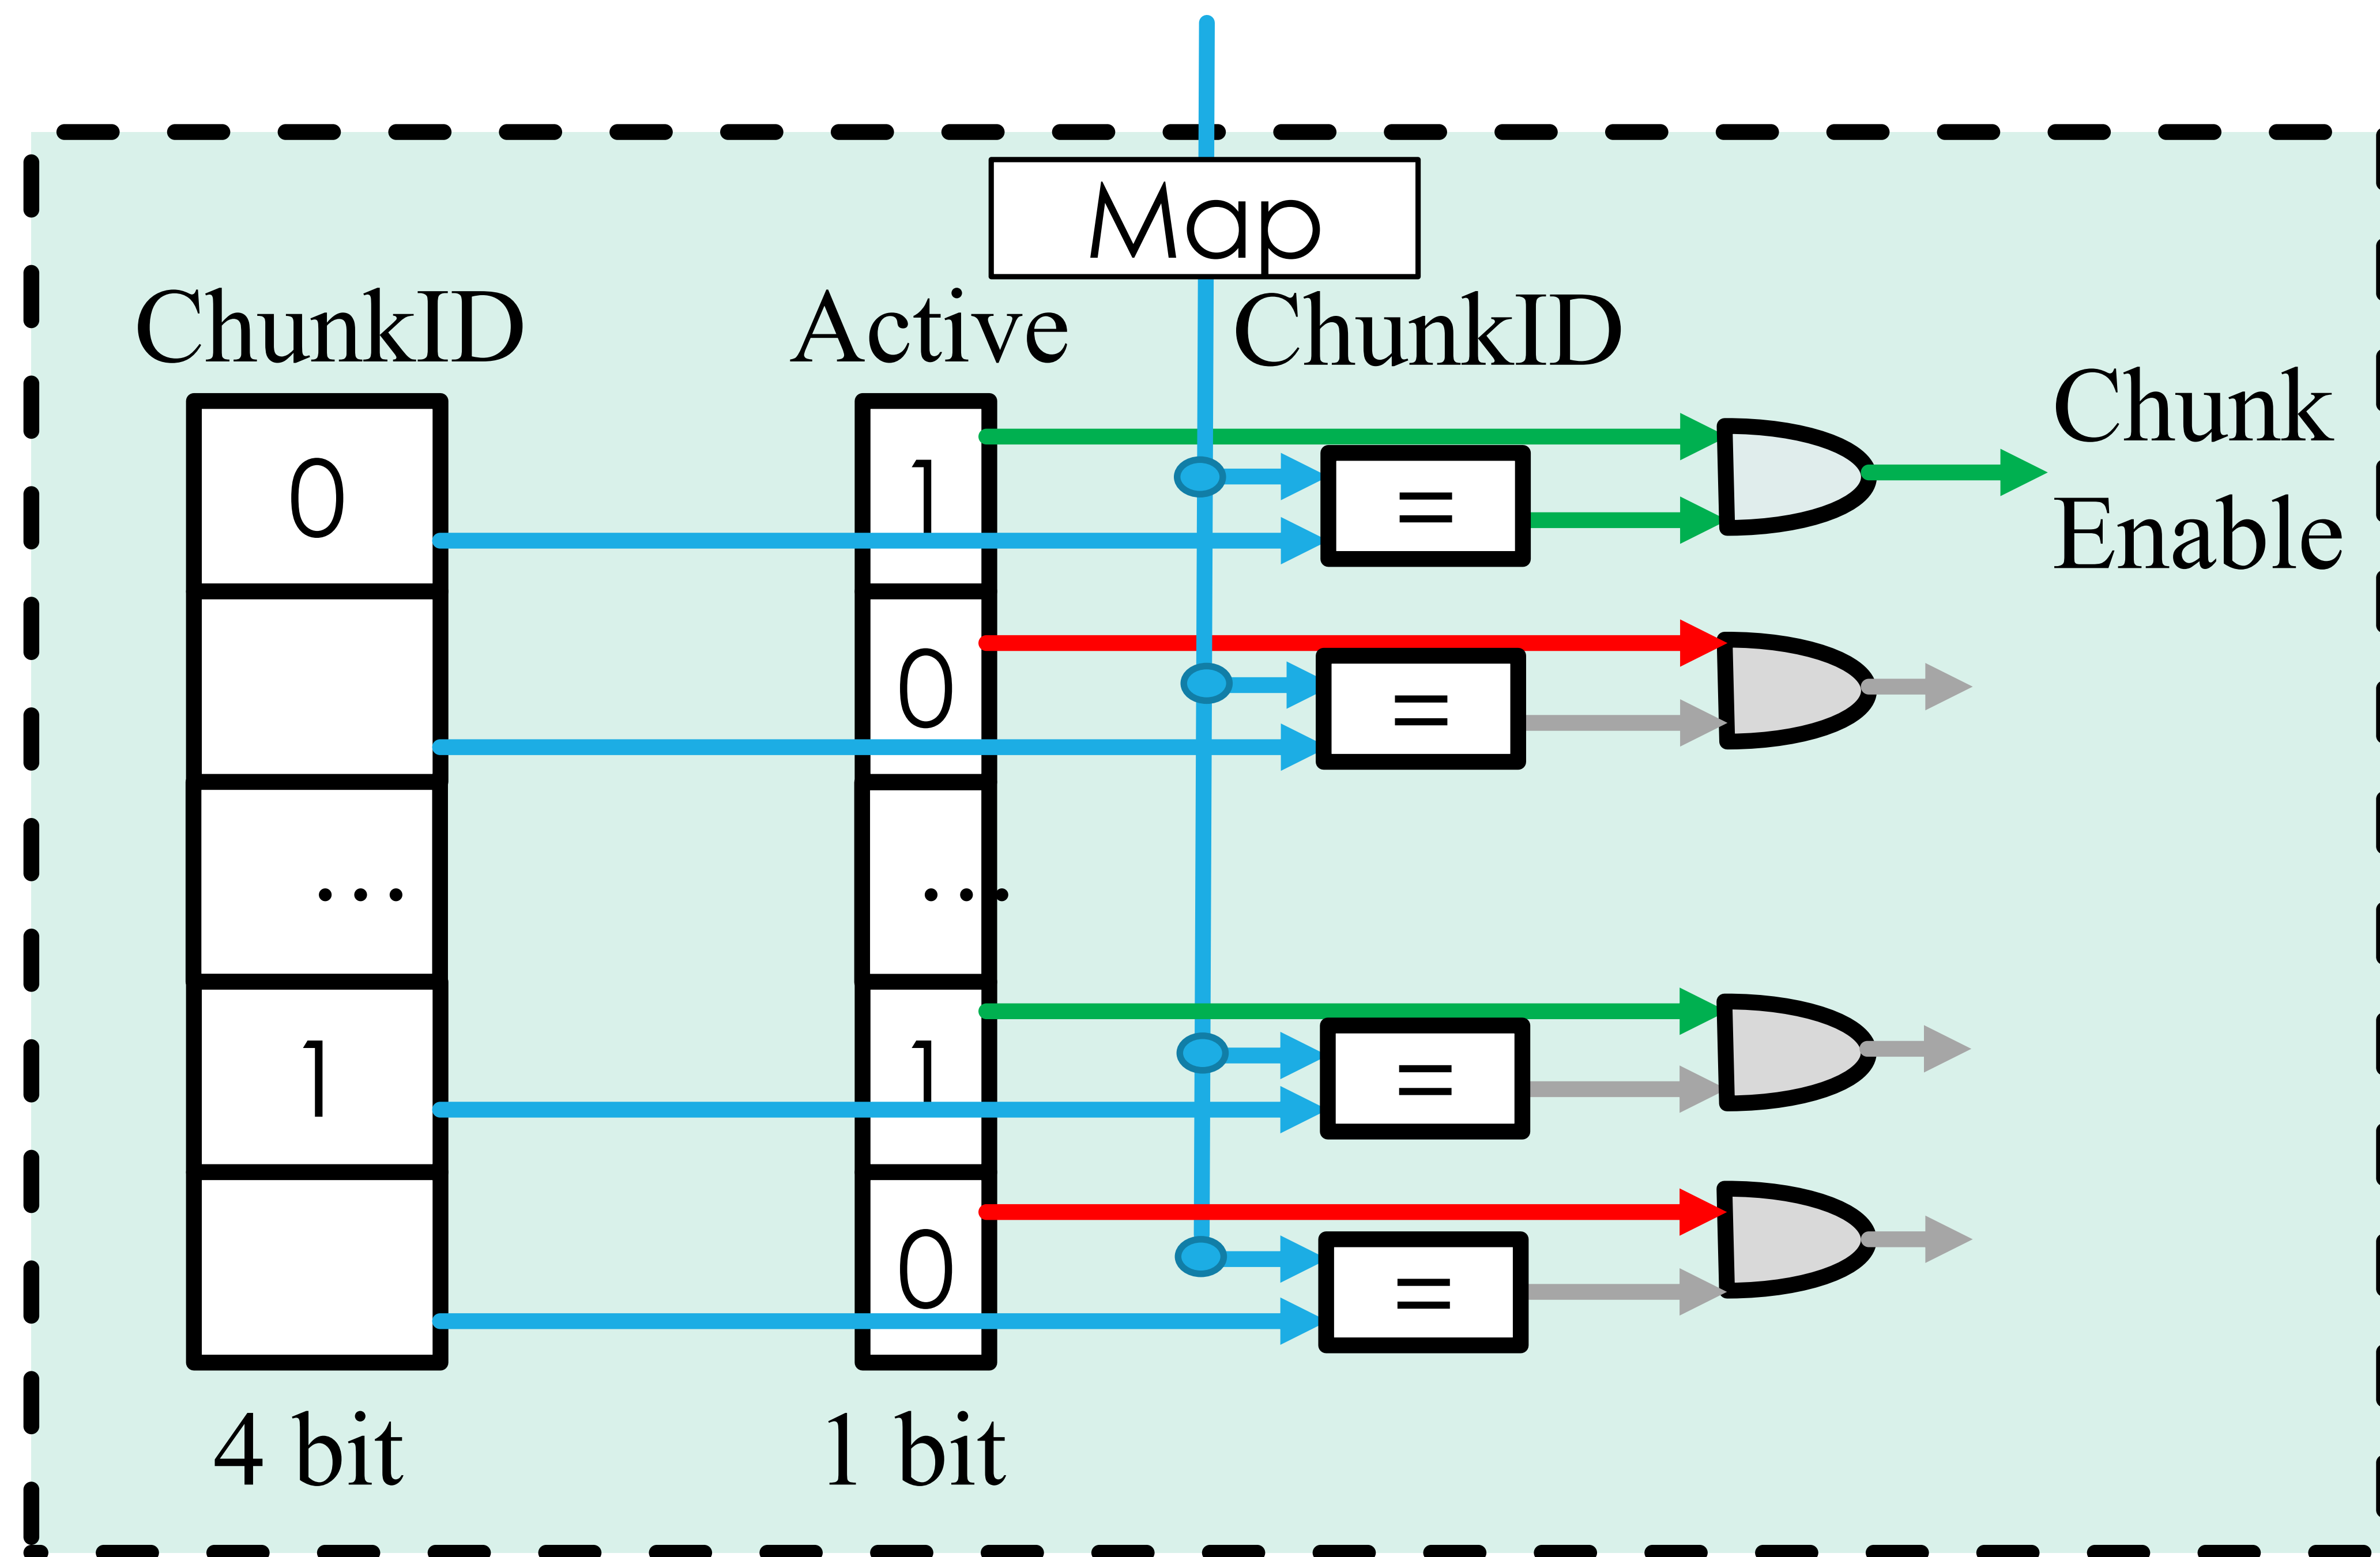 Map
ChunkID Active ChunkID
Chunk
Enable
0 1
=
0
=
... ...
1 1
=
0
=
4 bit 1 bit